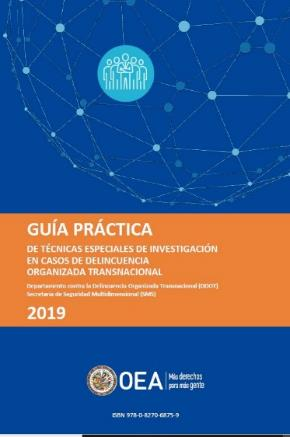 GUÍA PRÁCTICA
DE TÉCNICAS ESPECIALES DE INVESTIGACIÓN
EN CASOS DE DELINCUENCIA
ORGANIZADA TRANSNACIONAL
Departamento contra la Delincuencia Organizada Transnacional (DDOT)
Secretaría de Seguridad Multidimensional (SMS)
2019
OEA
Más derechos
para más gente
ISBN 978-0-8270-6875-9